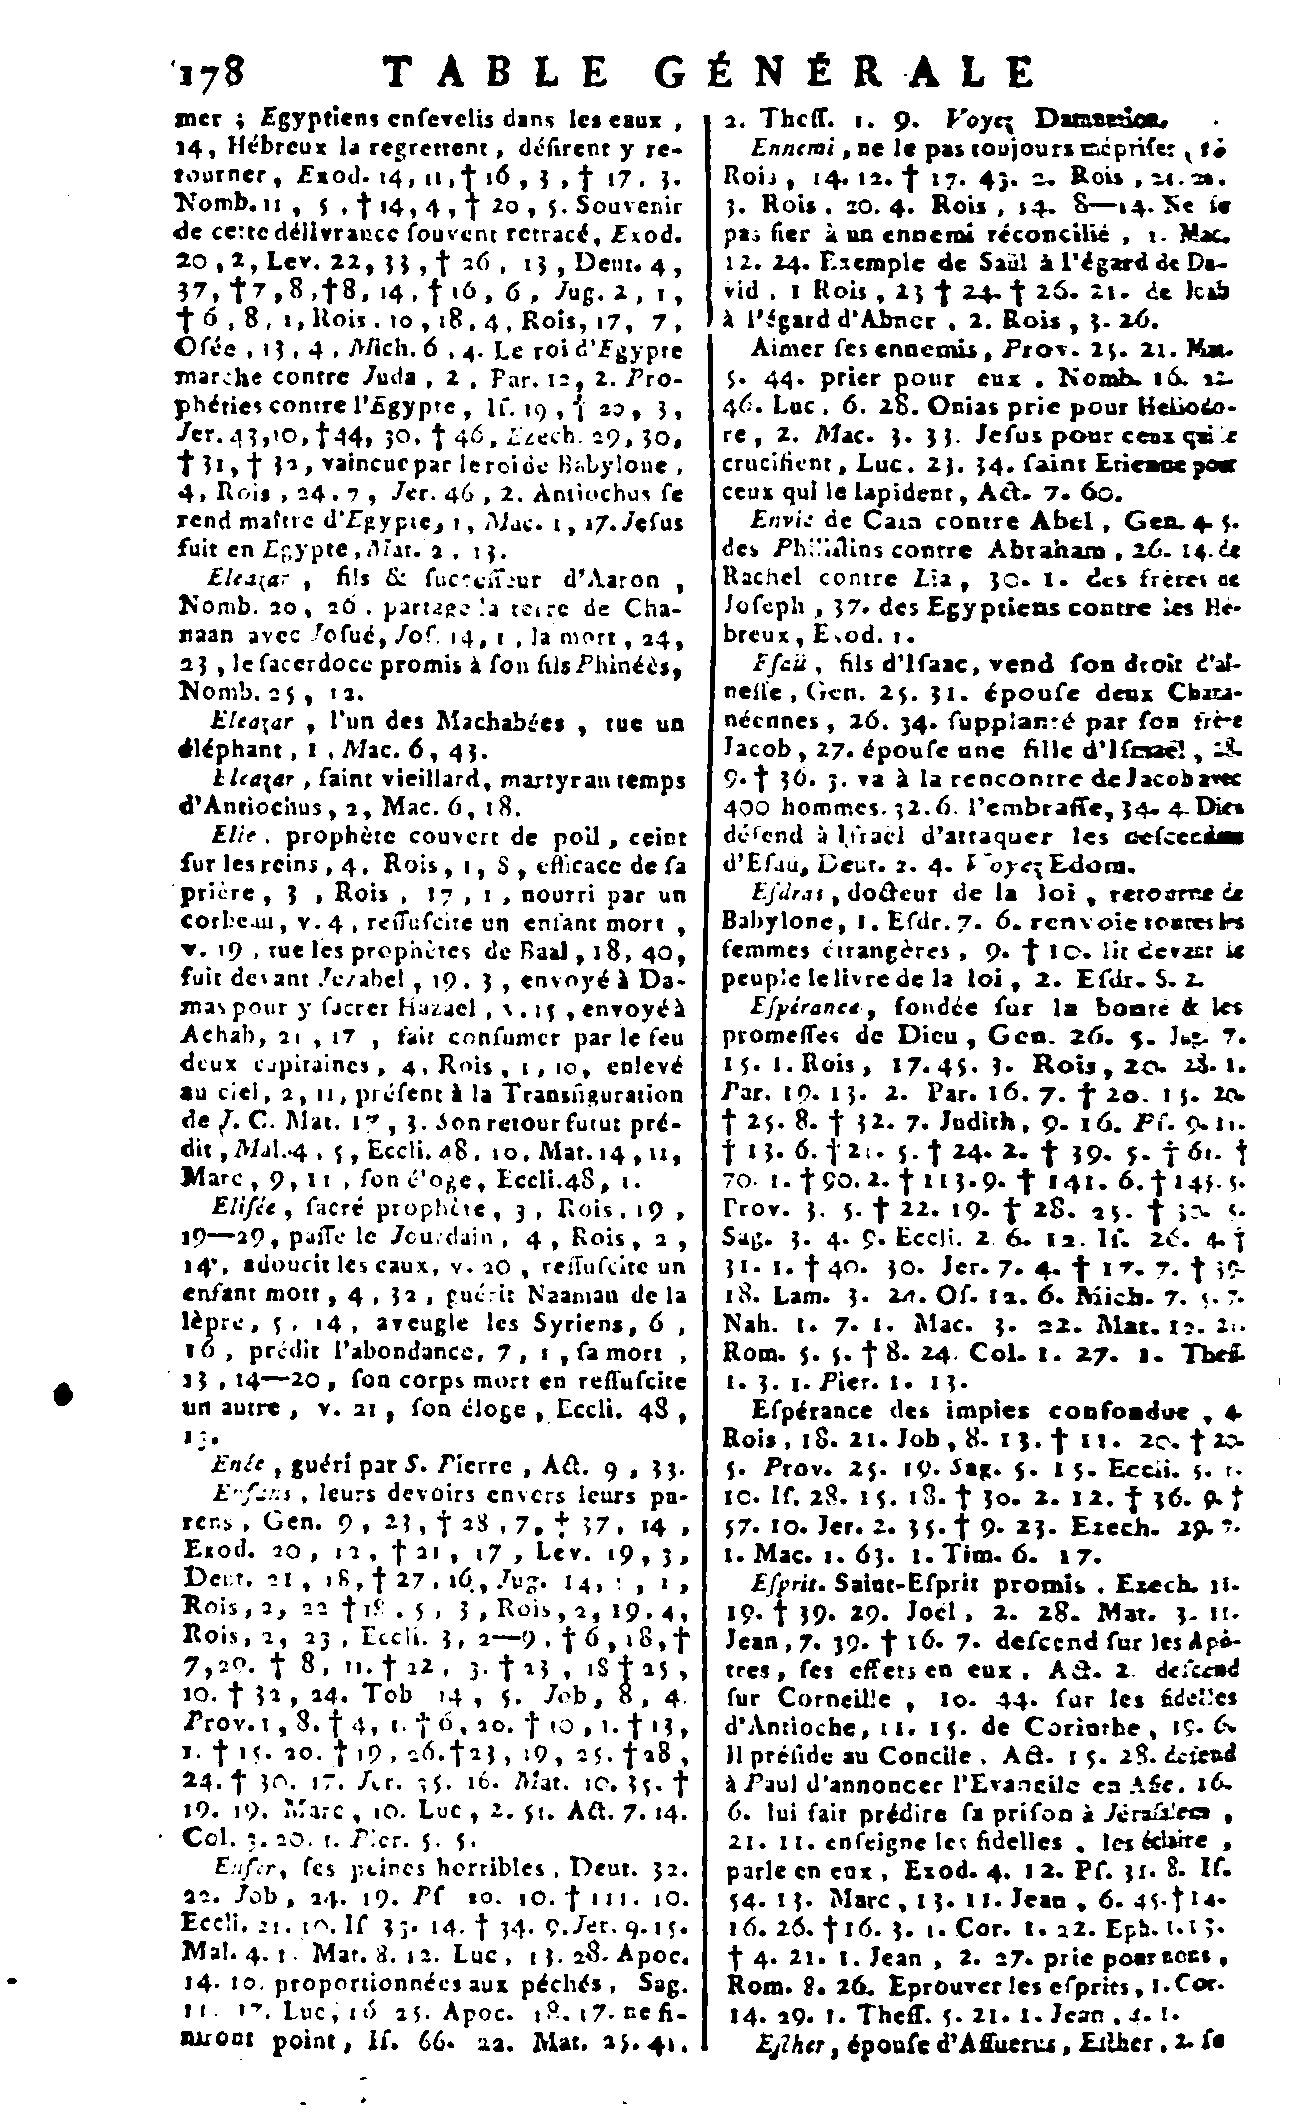 178 TABLE GÉNÉRALE
mer ; Egyptiens enſevelis dans les eaux ,
14, Hébreux la regrettent , déſirent y re-
tourner , Exod. 14, 11, † 16 , 3 , † 17. 3.
Nomb. 11 , 5 , † 14, 4 , † 20 , 5. Souvenir
de cette délivrance ſouvent retracé, Exod.
20 , 2, Lev. 22, 33 , † 26 , 13 , Deut. 4 ,
37, † 7, 8 , † 8, 14, † 16 , 6 , Jug. 2 , 1 ,
† 6 , 8 , 1, Rois. 10 , 18, 4, Rois, 17, 7 ,
Oſée , 13 , 4 , Mich. 6 , 4. Le roi d'Egypte
marche contre Juda , 2 , Par. 12, 2. Pro-
phéties contre l'Egypte, Iſ. 19 , † 20 , 3 ,
Jer. 43, 10, † 44, 30. † 46, Ezech. 29, 30,
† 31, † 32, vaincue par le roi de Babylone ,
4, Rois , 24. 7 , Jer. 46 , 2. Antiochus ſe
rend maître d'Egypte, 1, Mac. 1, 17. Jeſus
fuit en Egypte, Mat. 2 , 13.
Eleazar , fils & ſucceſſeur d'Aaron ,
Nomb. 20, 26 , partage la terre de Cha-
naan avec Joſué, Joſ. 14, 1 , ſa mort , 24,
23 , le ſacerdoce promis à ſon fils Phinéès,
Nomb. 25 , 12.
Eleazar , l'un des Machabées , tue un
éléphant, 1 , Mac. 6, 43.
Eleazar , ſaint vieillard, martyr au temps
d'Antiochus, 2, Mac. 6, 18.
Elie , prophète couvert de poil , ceint
ſur les reins, 4, Rois , 1, 8 , efficace de ſa
prière , 3 , Rois , 17 , 1 , nourri par un
corbeau, v. 4 , reſſuſcite un enfant mort ,
v. 19 , tue les prophètes de Baal , 18, 40,
fuit devant Jezabel , 19. 3 , envoyé à Da-
mas pour y ſacrer Hazael , v. 15 , envoyé à
Achab, 21 , 17 , fait conſumer par le feu
deux capitaines , 4, Rois , 1, 10, enlevé
au ciel, 2, 11, préſent à la Transfiguration
de J. C. Mat. 17 , 3. Son retour futur pré-
dit , Mal. 4 , 5 , Eccli. 48 , 10, Mat. 14 , 11,
Marc , 9, 11 , ſon éloge, Eccli. 48, 1.
Eliſée , ſacré prophète, 3 , Rois , 19 ,
19—29, paſſe le Jourdain , 4 , Rois, 2 ,
14, adoucit les eaux, v. 20 , reſſuſcite un
enfant mort , 4 , 32 , guérit Naaman de la
lèpre, 5 , 14 , aveugle les Syriens, 6 ,
16 , prédit l'abondance, 7 , 1 , ſa mort ,
13 , 14—20 , ſon corps mort en reſſuſcite
un autre , v. 21 , ſon éloge , Eccli. 48 ,
13.
Enée , guéri par S. Pierre , Act. 9 , 33.
Enfans , leurs devoirs envers leurs pa-
rens , Gen. 9 , 23 , † 28 , 7, † 37, 14 ,
Exod. 20 , 12 , † 21 , 17 , Lev. 19 , 3 ,
Deut. 21 , 18, † 27 , 16 , Jug. 14, 1 , 1 ,
Rois , 2, 22 † 18 , 5 , 3 , Rois , 2 , 19. 4,
Rois, 2, 23 , Eccli. 3, 2—9 , † 6 , 18, †
7, 20. † 8, 11. † 22, 3. † 23 , 18 † 25 ,
10. † 32 , 24. Tob 14 , 5. Job, 8 , 4.
Prov. 1 , 8. † 4, 1. † 6, 20. † 10 , 1. † 13,
1. † 15. 20. † 19 , 26. † 23, 19, 25. † 28 ,
24. † 30. 17. Jer. 35. 16. Mat. 10. 35. †
19. 19. Marc, 10. Luc , 2. 51. Act. 7. 14.
Col. 3. 20. 1. Pier. 5. 5.
Enfer, ſes peines horribles , Deut. 32.
22. Job , 24. 19. Pſ 10. 10. † 111. 10.
Eccli. 21. 10. Iſ 33. 14. † 34. 9. Jer. 9. 15.
Mal. 4. 1. Mat. 8. 12. Luc, 13. 28. Apoc.
14. 10. proportionnées aux péchés, Sag.
11. 17. Luc, 16 25. Apoc. 18. 17. ne fi-
niront point , Iſ. 66. 22. Mat. 25. 41.
2. Theſſ. 1. 9. Voyez Damnation.
Ennemi , ne le pas toujours mépriſer ,
Rois , 14. 12. † 17. 43. 2. Rois , 21. 21.
3. Rois , 20. 4. Rois , 14. 8—14. Ne ſe
pas fier à un ennemi réconcilié , 1. Mac.
12. 24. Exemple de Saül à l'égard de Da-
vid , 1 Rois , 23 † 24. † 26. 21. de Joab
à l'égard d'Abner , 2. Rois , 3. 26.
Aimer ſes ennemis, Prov. 25. 21. Mat.
5. 44. prier pour eux , Nomb. 16. 22-
46. Luc , 6. 28. Onias prie pour Heliodo-
re , 2. Mac. 3. 33. Jeſus pour ceux qui le
crucifient , Luc. 23. 34. ſaint Etienne pour
ceux qui le lapident, Act. 7. 60.
Envie de Caïn contre Abel , Gen. 4. 5.
des Philiſtins contre Abraham , 26. 14. de
Rachel contre Lia , 30. 1. des frères de
Joſeph , 37. des Egyptiens contre les Hé-
breux, Exod. 1.
Eſaü , fils d'Iſaac, vend ſon droit d'aî-
neſſe , Gen. 25. 31. épouſe deux Chana-
néennes , 26. 34. ſupplanté par ſon frère
Jacob , 27. épouſe une fille d'Iſmaël , 28.
9. † 36. 3. va à la rencontre de Jacob avec
400 hommes. 32. 6. l'embraſſe, 34. 4. Dieu
défend à Iſraël d'attaquer les deſcendans
d'Eſau, Deut. 2. 4. Voyez Edom.
Eſdras , docteur de la loi , retourne de
Babylone, 1. Eſdr. 7. 6. renvoie toutes les
femmes étrangères , 9. † 10. lit devant le
peuple le livre de la loi , 2. Eſdr. 8. 2.
Eſpérance , fondée ſur la bonté & les
promeſſes de Dieu , Gen. 26. 5. Jug. 7.
15. 1. Rois , 17. 45. 3. Rois , 20. 28. 1.
Par. 19. 13. 2. Par. 16. 7. † 20. 15. 20.
† 25. 8. † 32. 7. Judith , 9. 16. Pſ. 9. 11.
† 13. 6. † 21. 5. † 24. 2. † 39. 5. † 61. †
70. 1. † 90. 2. † 113. 9. † 141. 6. † 145. 5.
Prov. 3. 5. † 22. 19. † 28. 25. † 30. 5.
Sag. 3. 4. 9. Eccli. 2 6. 12. Iſ. 26. 4. †
31. 1. † 40. 30. Jer. 7. 4. † 17. 7. † 39.
18. Lam. 3. 24. Oſ. 12. 6. Mich. 7. 5. 7.
Nah. 1. 7. 1. Mac. 3. 22. Mat. 12. 21.
Rom. 5. 5. † 8. 24. Col. 1. 27. 1. Theſſ.
1. 3. 1. Pier. 1. 13.
Eſpérance des impies confondue , 4.
Rois , 18. 21. Job , 8. 13. † 11. 20. † 20.
5. Prov. 25. 19. Sag. 5. 15. Eccli. 5. 1.
10. Iſ. 28. 15. 18. † 30. 2. 12. † 36. 9. †
57. 10. Jer. 2. 35. † 9. 23. Ezech. 29. 7.
1. Mac. 1. 63. 1. Tim. 6. 17.
Eſprit. Saint-Eſprit promis , Ezech. 11.
19. † 39. 29. Joël , 2. 28. Mat. 3. 11.
Jean, 7. 39. † 16. 7. deſcend ſur les Apô-
tres, ſes effets en eux , Act. 2. deſcend
ſur Corneille , 10. 44. ſur les fidelles
d'Antioche, 11. 15. de Corinthe, 19. 6.
Il préſide au Concile , Act. 15. 28. défend
à Paul d'annoncer l'Evangile en Aſie. 16.
6. lui fait prédire ſa priſon à Jéruſalem ,
21. 11. enſeigne les fidelles , les éclaire ,
parle en eux , Exod. 4. 12. Pſ. 31. 8. Iſ.
54. 13. Marc, 13. 11. Jean , 6. 45. † 14.
16. 26. † 16. 3. 1. Cor. 1. 22. Eph. 1. 13.
† 4. 21. 1. Jean , 2. 27. prie pour nous ,
Rom. 8. 26. Eprouver les eſprits, 1. Cor.
14. 29. 1. Theſſ. 5. 21. 1. Jean , 4. 1.
Eſther, épouſe d'Aſſuerus, Eſther, 2. ſe